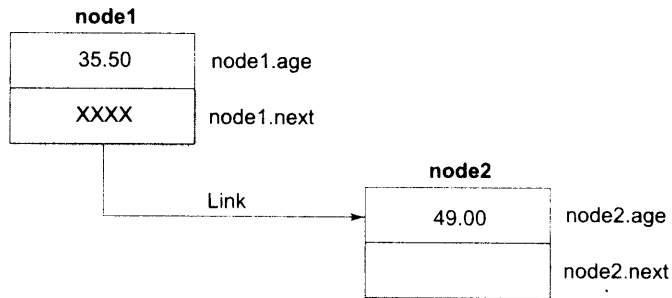 node1
35.50 node1.age
XXXX node1.next
node2
Link
49.00 node2.age
node2.next